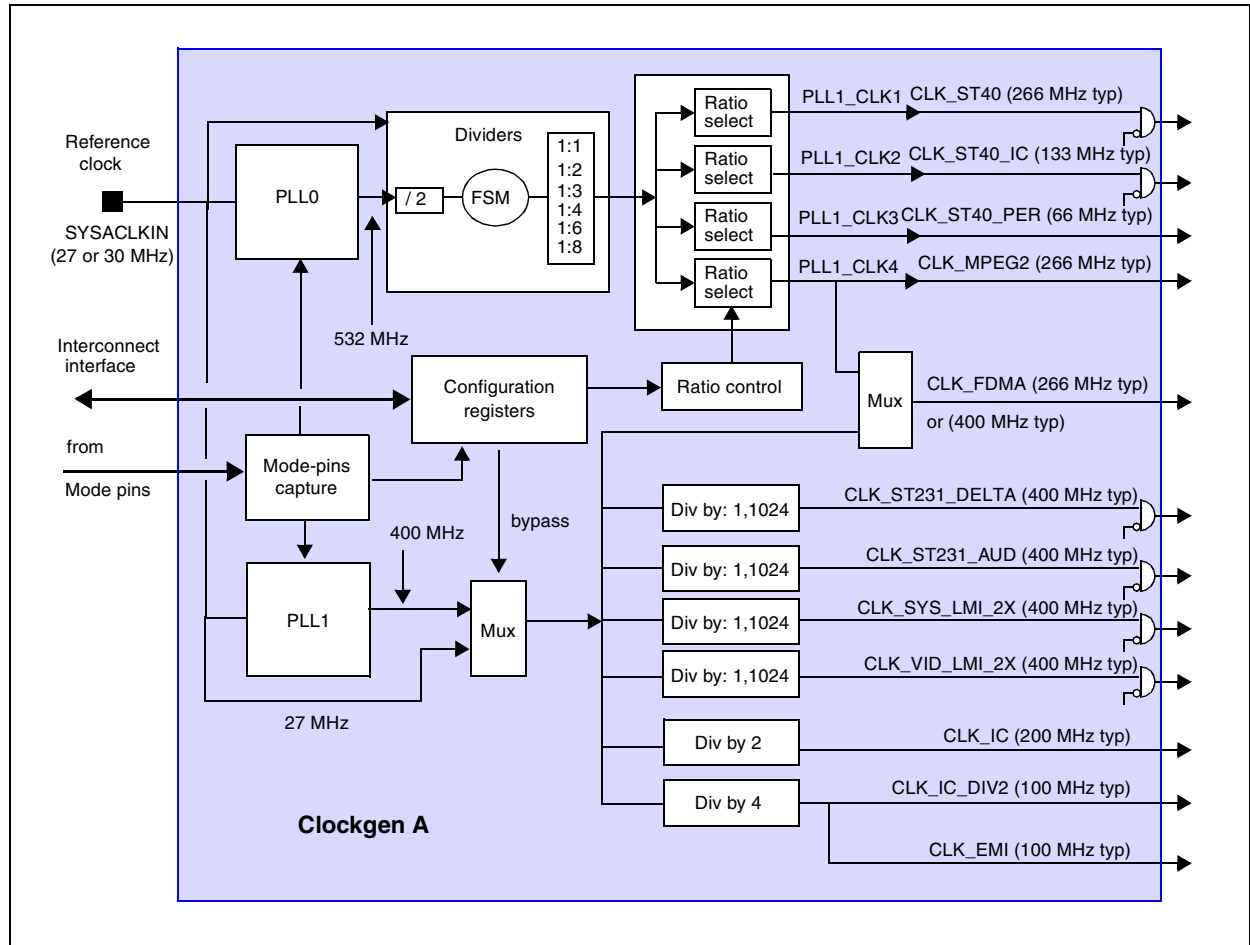 Reference
clock
SYSACLKIN
(27 or 30 MHz)
Interconnect
interface
from
Mode pins
PLL0
532 MHz
Dividers
/ 2
FSM
1:1
1:2
1:3
1:4
1:6
1:8
Ratio
select
Ratio
select
Ratio
select
Ratio
select
PLL1_CLK1 CLK_ST40 (266 MHz typ)
PLL1_CLK2 CLK_ST40_IC (133 MHz typ)
PLL1_CLK3 CLK_ST40_PER (66 MHz typ)
PLL1_CLK4 CLK_MPEG2 (266 MHz typ)
Configuration
registers
Ratio control
Mux
CLK_FDMA (266 MHz typ)
or (400 MHz typ)
Mode-pins
capture
400 MHz
bypass
PLL1
Mux
27 MHz
Div by: 1,1024
CLK_ST231_DELTA (400 MHz typ)
Div by: 1,1024
CLK_ST231_AUD (400 MHz typ)
Div by: 1,1024
CLK_SYS_LMI_2X (400 MHz typ)
Div by: 1,1024
CLK_VID_LMI_2X (400 MHz typ)
Div by 2
CLK_IC (200 MHz typ)
Div by 4
CLK_IC_DIV2 (100 MHz typ)
CLK_EMI (100 MHz typ)
Clockgen A